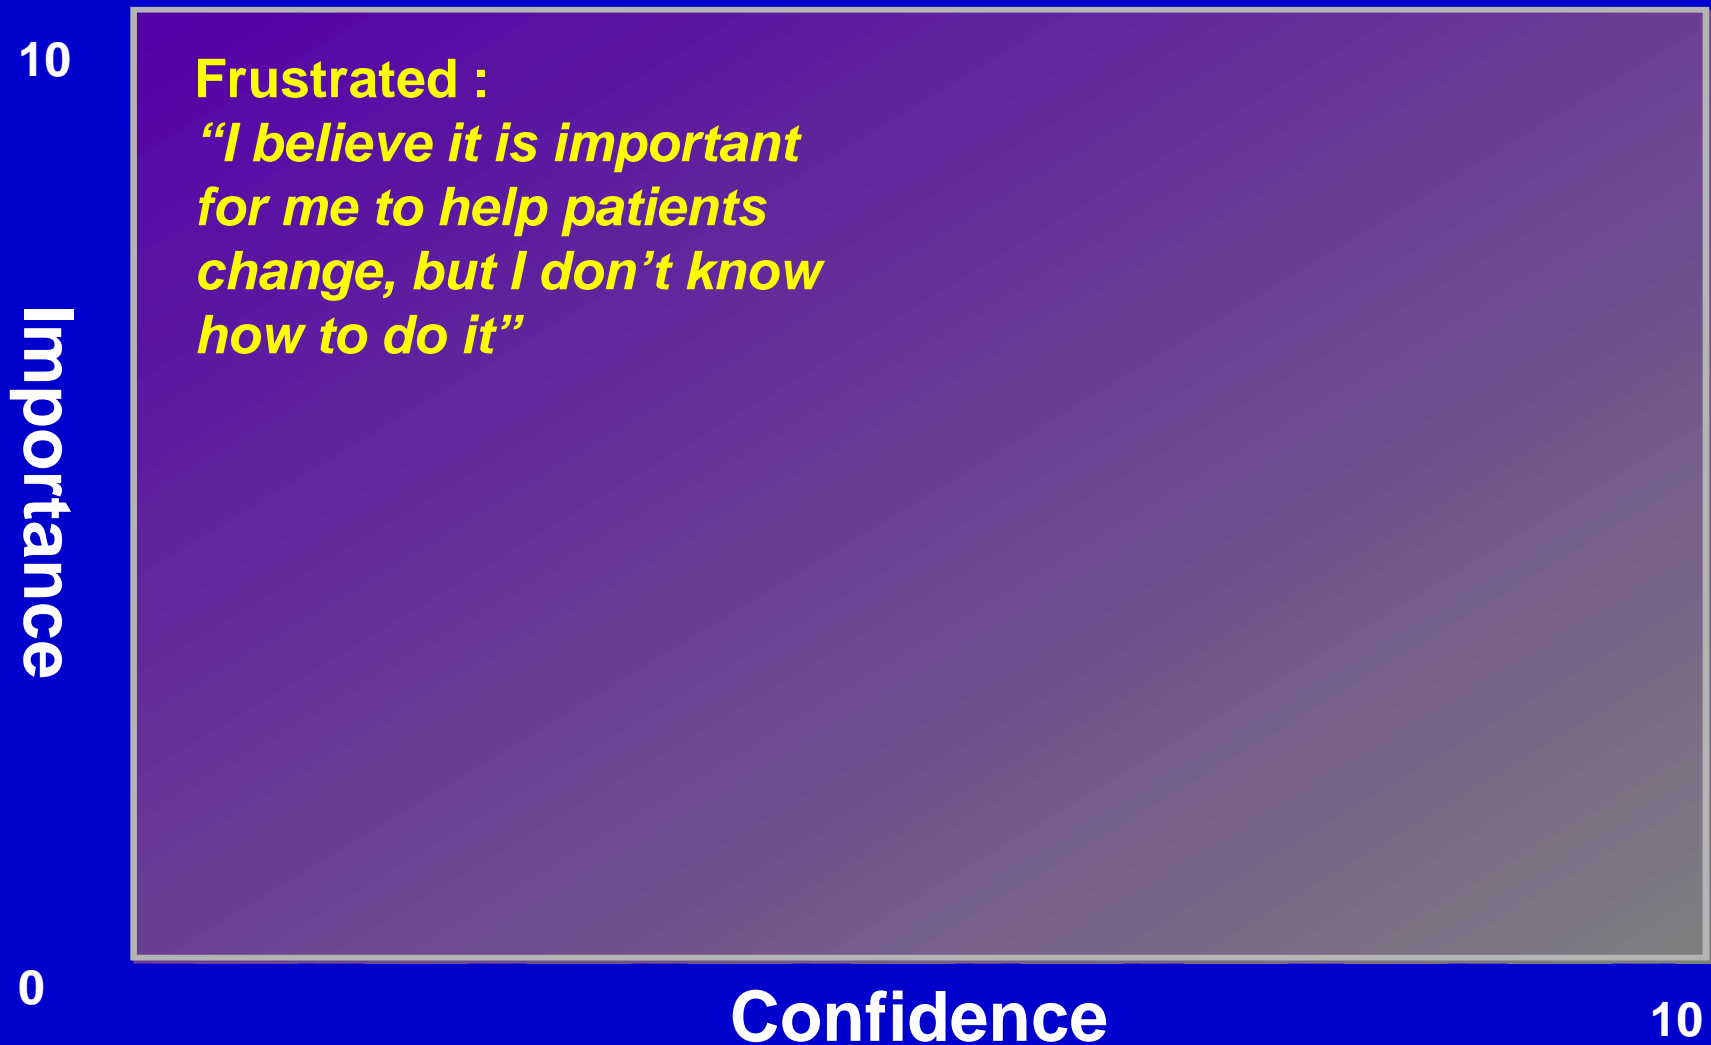 10
Frustrated :
“I believe it is important
for me to help patients
change, but I don’t know
how to do it”
Importance
0
Confidence
10